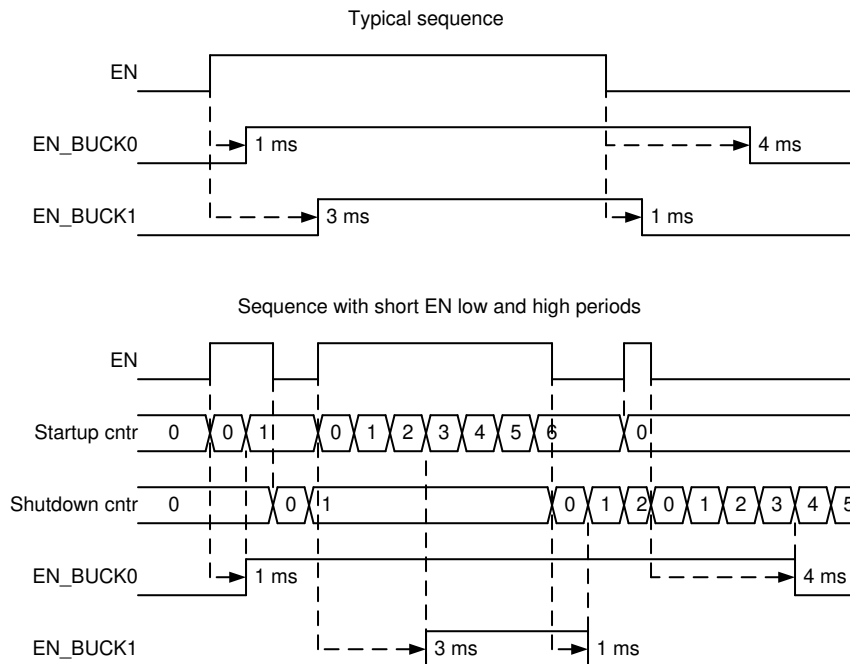 Typical sequence
EN
EN_BUCK0 1 ms 4 ms
EN_BUCK1 3 ms 1 ms
Sequence with short EN low and high periods
EN
Startup cntr 0 0 1 0 1 2 3 4 5 6 0
Shutdown cntr 0 0 1 0 1 2 0 1 2 3 4 5
EN_BUCK0 1 ms 4 ms
EN_BUCK1 3 ms 1 ms